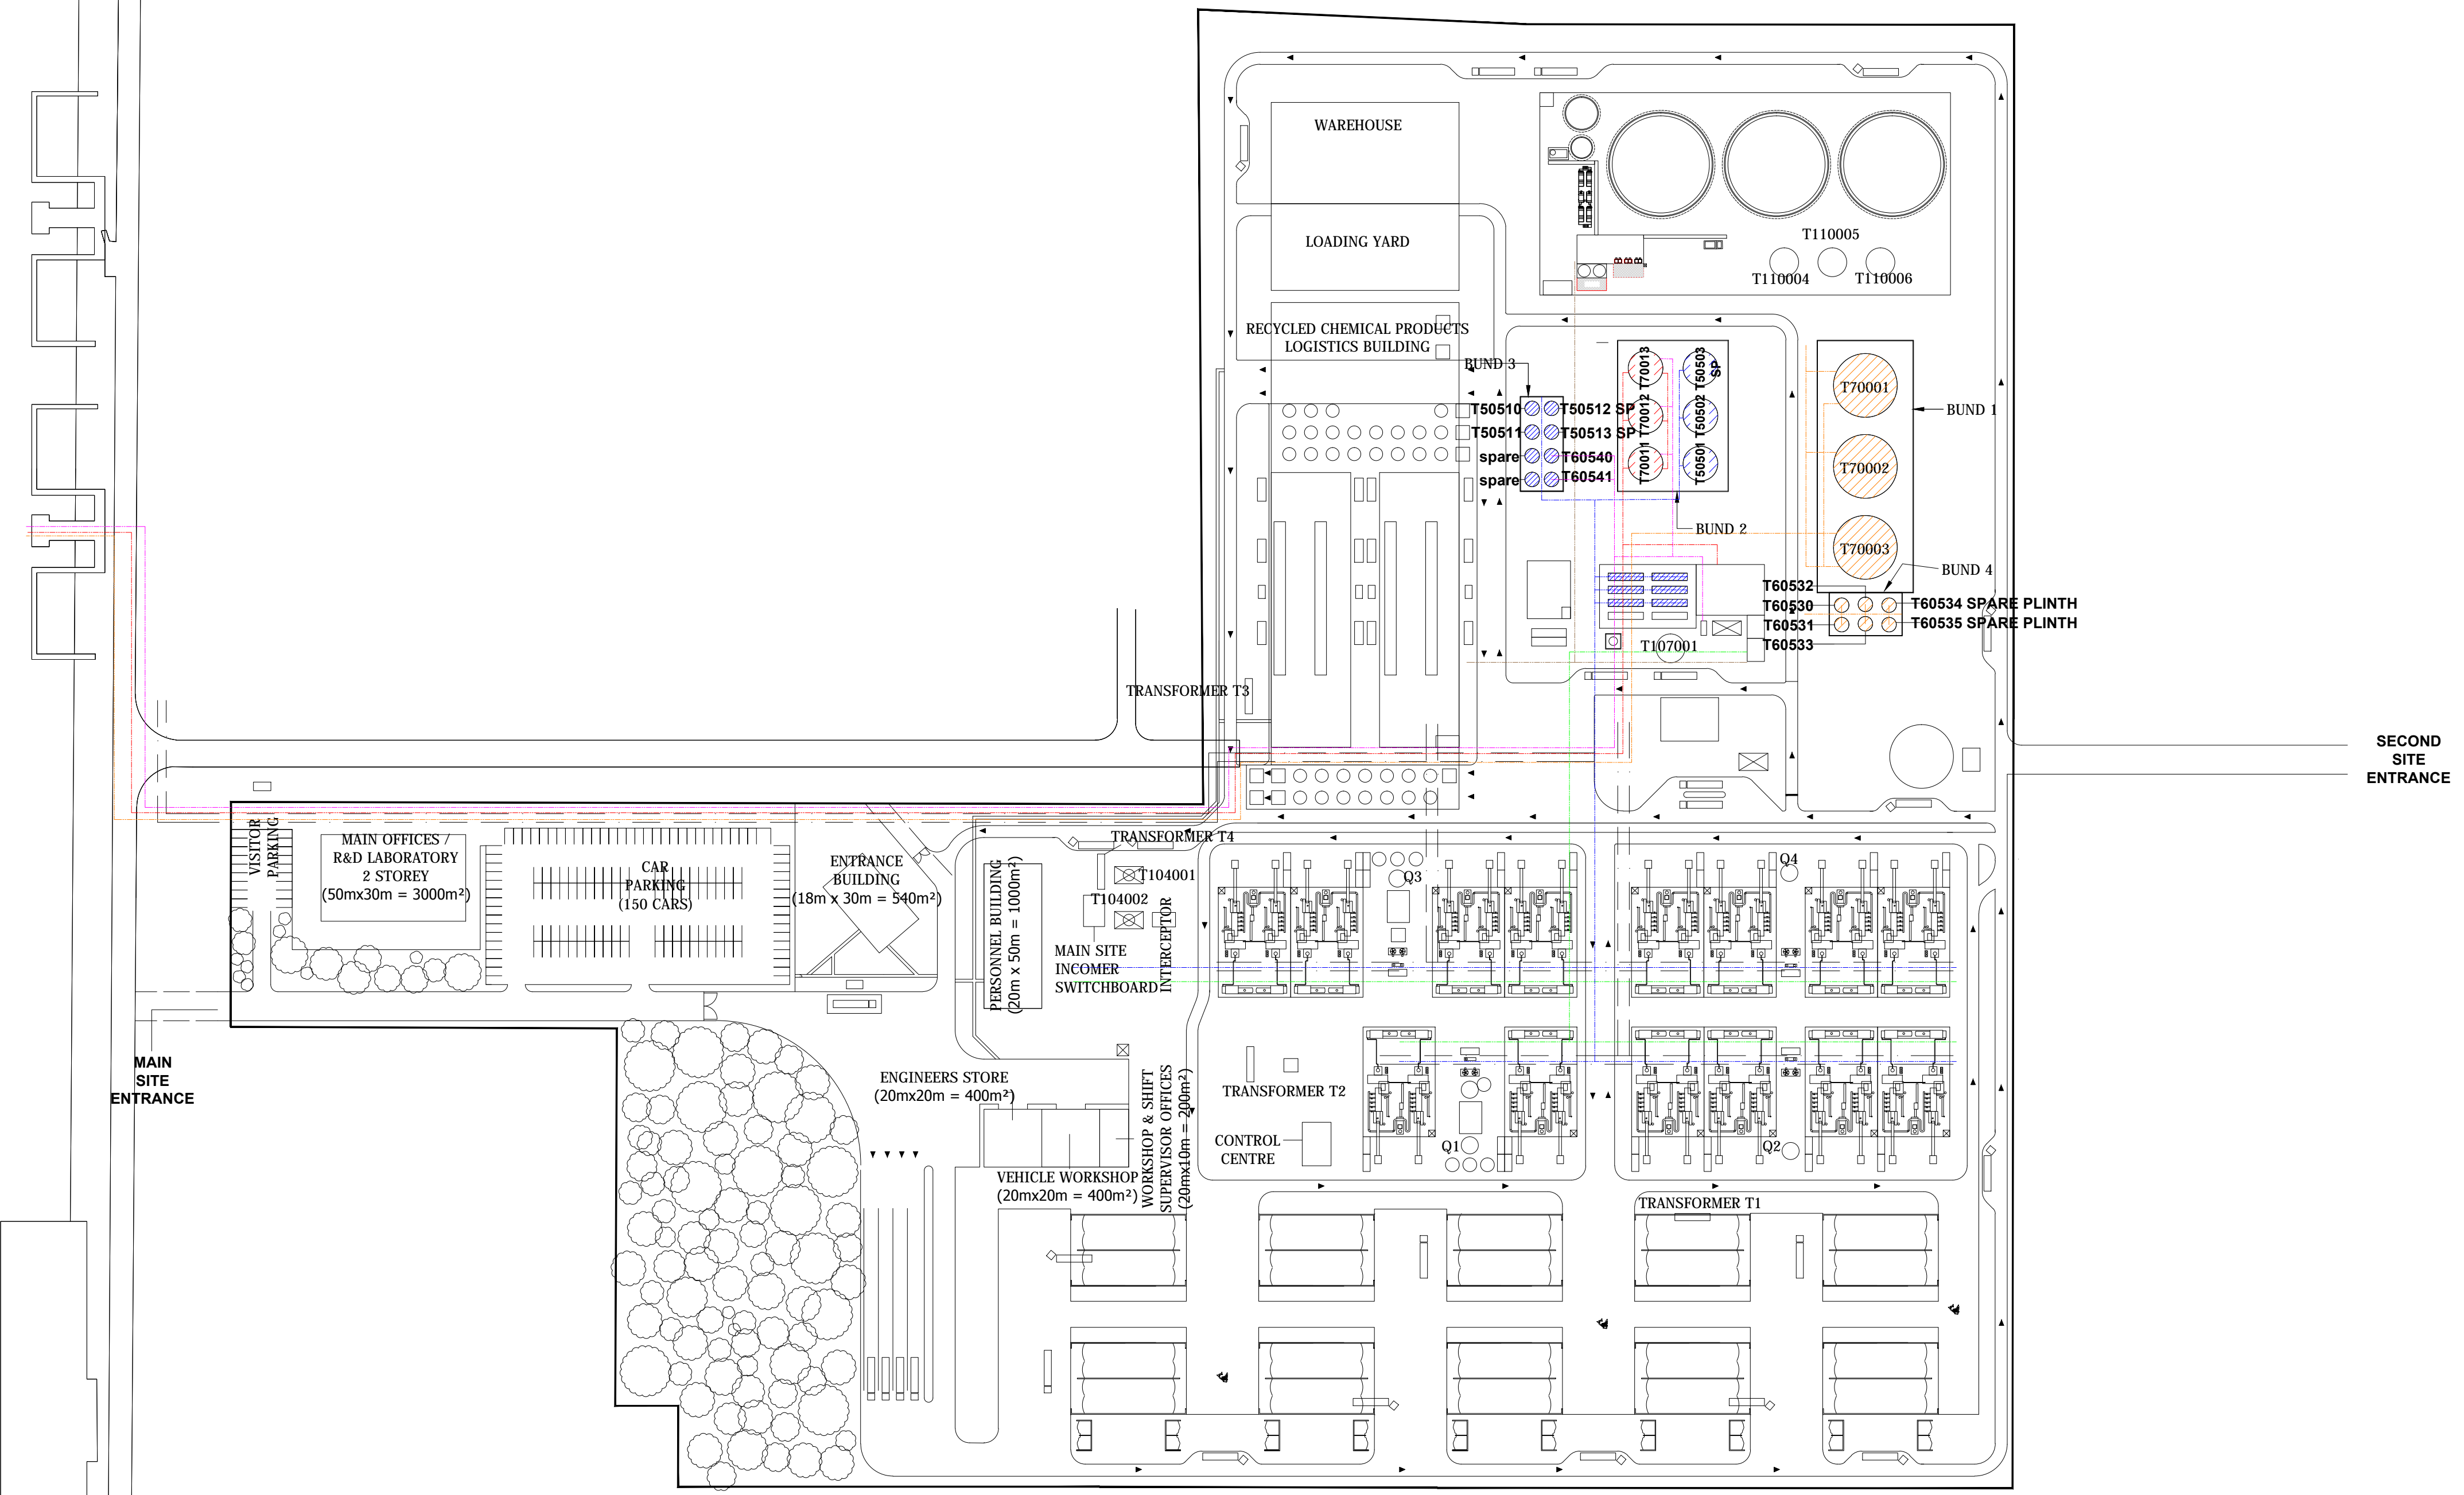 WAREHOUSE
LOADING YARD
T110005
T110004
T110006
RECYCLED CHEMICAL PRODUCTS
LOGISTICS BUILDING
BUND 3
T50510
T50511
spare
spare
T50512 SP
T50513 SP
T60540
T60541
T70013
T70012
T70011
T50503
SP
T50502
T50501
BUND 2
T70001
T70002
T70003
BUND 1
BUND 4
T60532
T60530
T60531
T60533
T60534 SPARE PLINTH
T60535 SPARE PLINTH
T107001
TRANSFORMER T3
SECOND
SITE
ENTRANCE
VISITOR
PARKING
MAIN OFFICES /
R&D LABORATORY
2 STOREY
(50mx30m = 3000m²)
CAR
PARKING
(150 CARS)
ENTRANCE
BUILDING
(18m x 30m = 540m²)
PERSONNEL BUILDING
(20m x 50m = 1000m²)
TRANSFORMER T4
T104001
T104002
MAIN SITE
INCOMER
SWITCHBOARD
INTERCEPTOR
Q3
Q4
MAIN
SITE
ENTRANCE
ENGINEERS STORE
(20mx20m = 400m²)
VEHICLE WORKSHOP
(20mx20m = 400m²)
WORKSHOP & SHIFT
SUPERVISOR OFFICES
(20mx10m = 200m²)
TRANSFORMER T2
CONTROL
CENTRE
Q1
Q2
TRANSFORMER T1